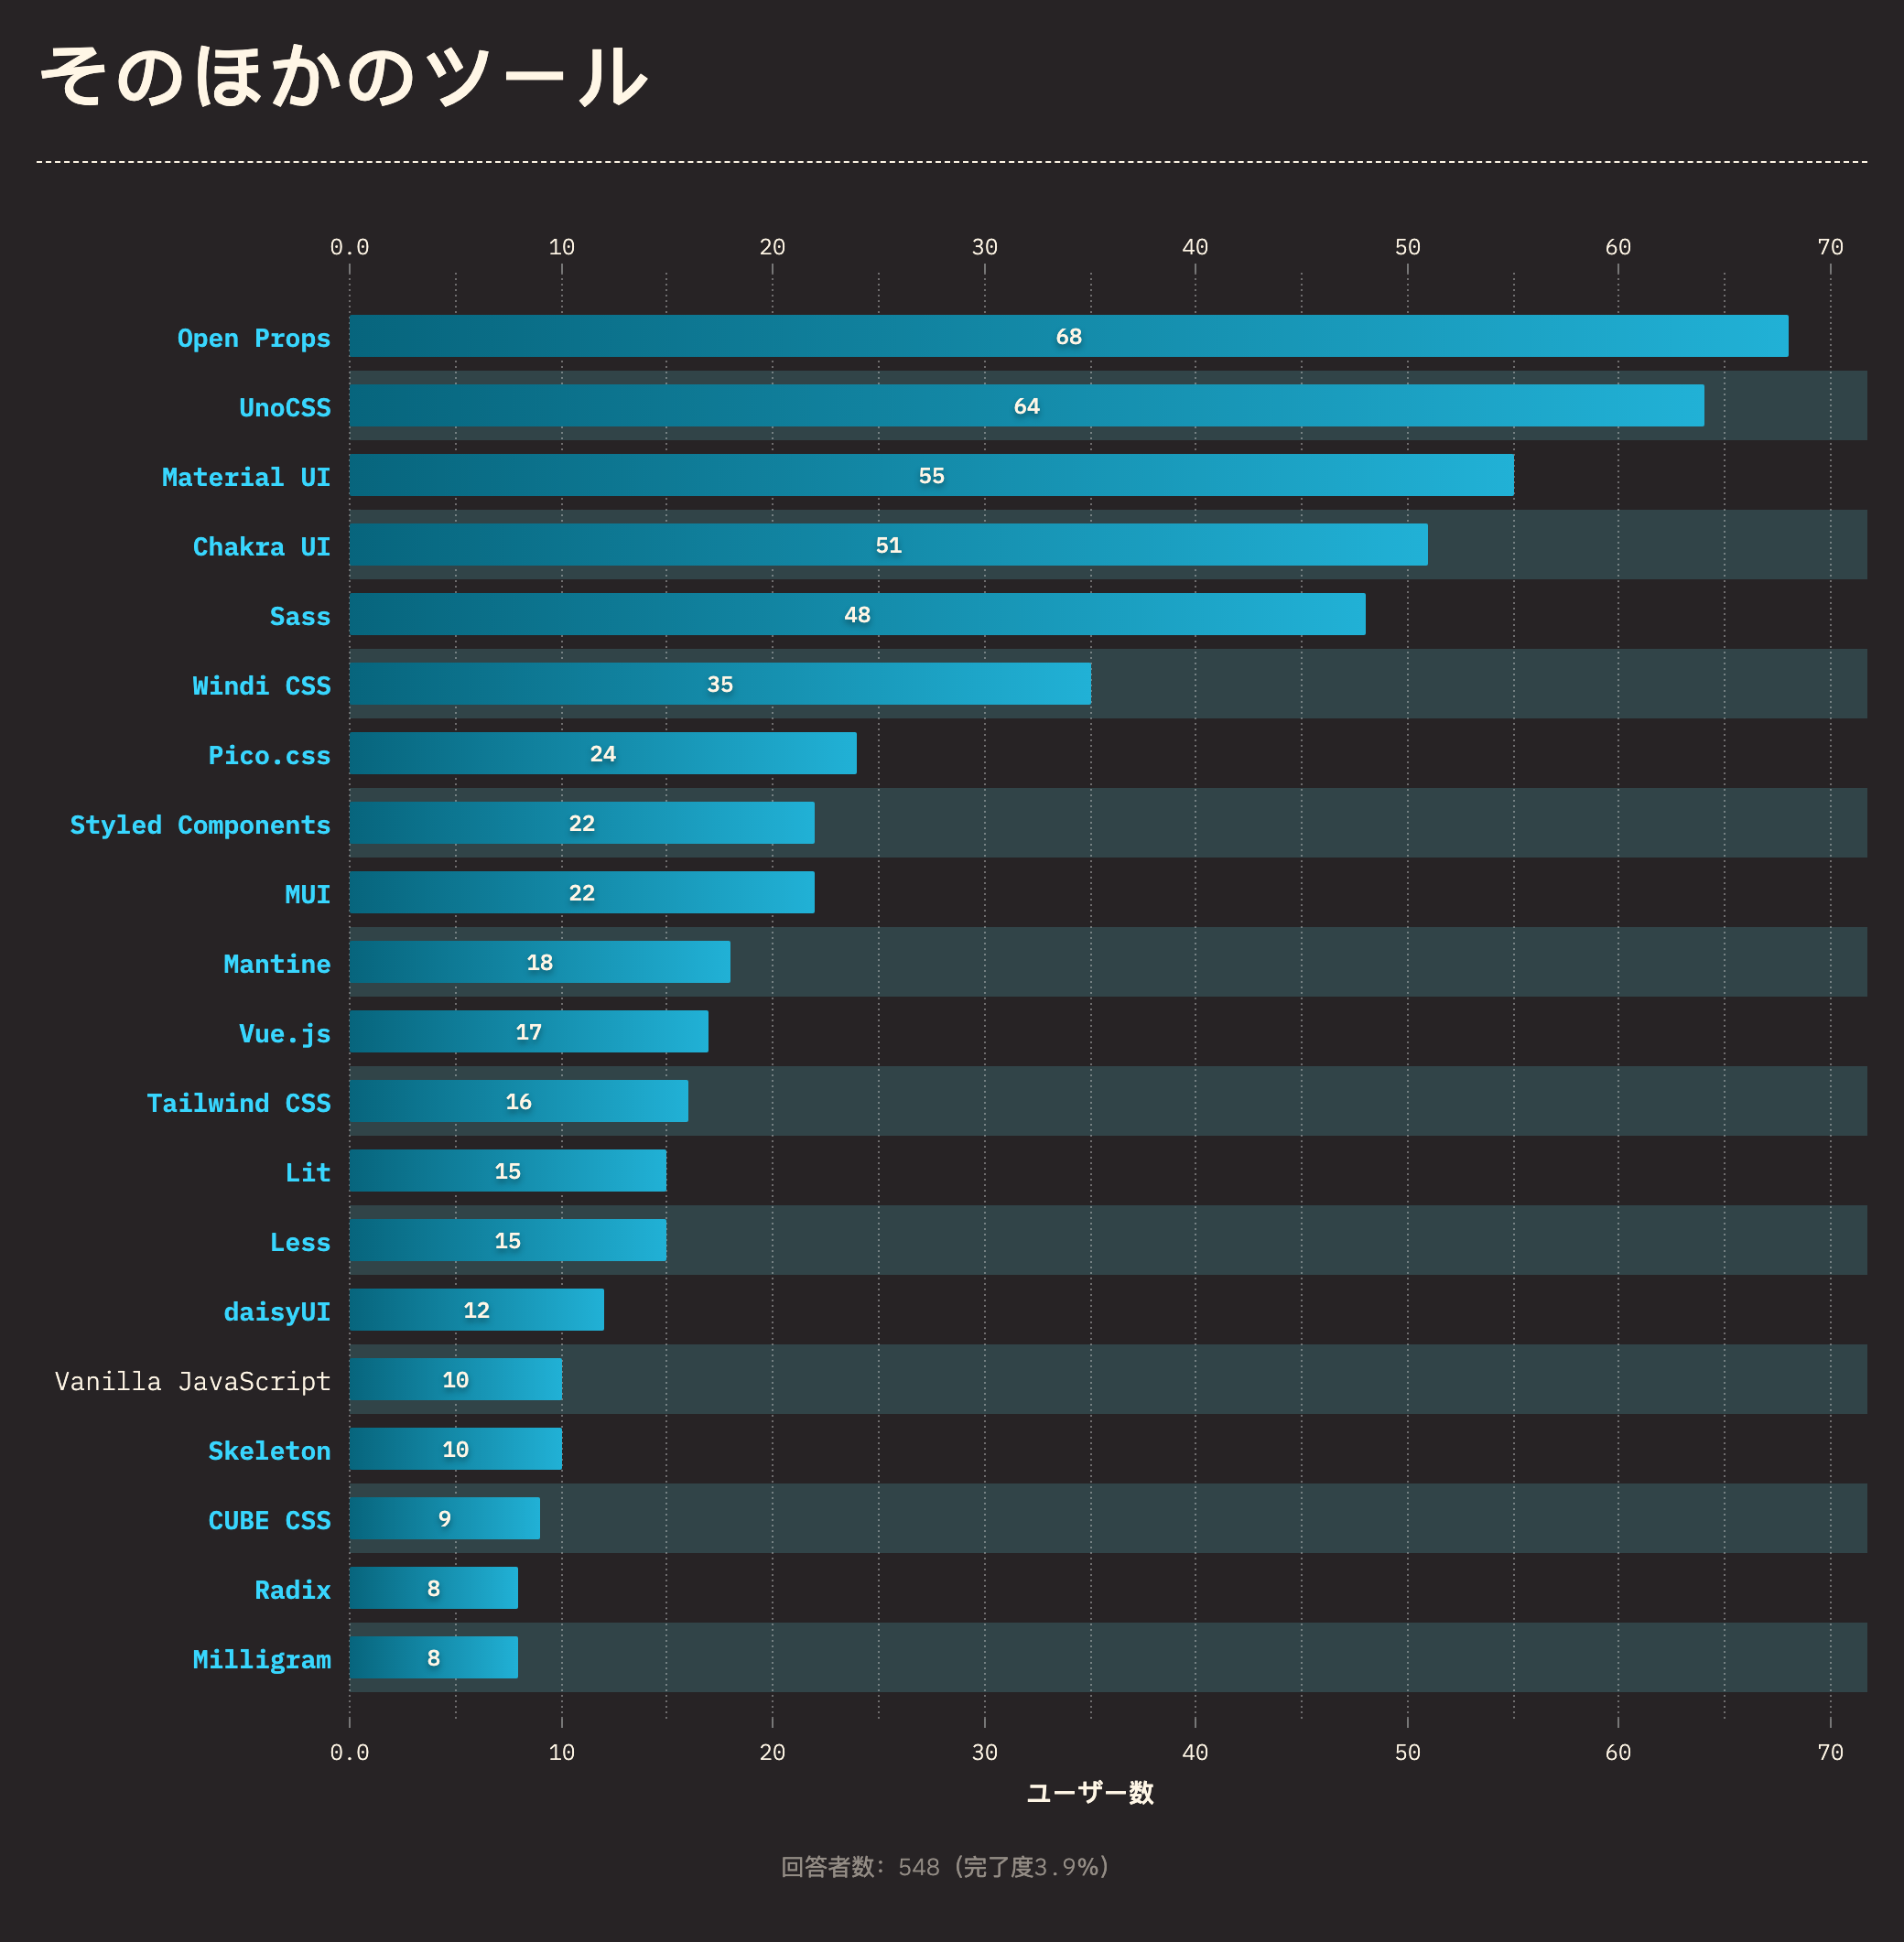 そのほかのツール
0.0 10 20 30 40 50 60 70
Open Props 68
UnoCSS 64
Material UI 55
Chakra UI 51
Sass 48
Windi CSS 35
Pico.css 24
Styled Components 22
MUI 22
Mantine 18
Vue.js 17
Tailwind CSS 16
Lit 15
Less 15
daisyUI 12
Vanilla JavaScript 10
Skeleton 10
CUBE CSS 9
Radix 8
Milligram 8
0.0 10 20 30 40 50 60 70
ユーザー数
回答者数: 548 (完了度3.9%)